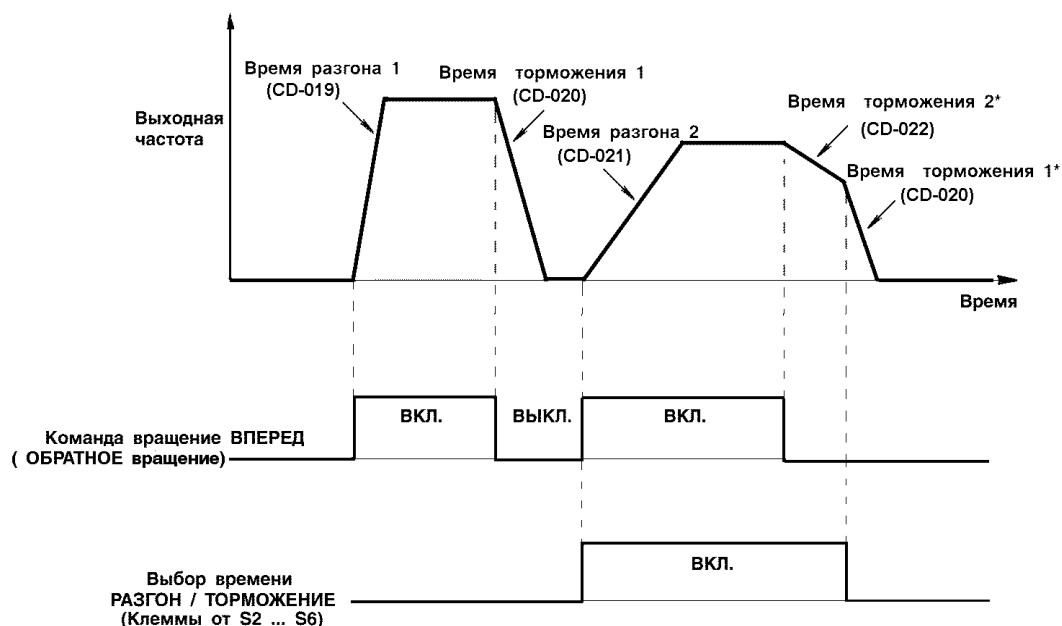 Время разгона 1
(CD-019)
Время торможения 1
(CD-020)
Выходная
частота
Время разгона 2
(CD-021)
Время торможения 2*
(CD-022)
Время торможения 1*
(CD-020)
Время
Команда вращение ВПЕРЕД
( ОБРАТНОЕ вращение)
ВКЛ.
ВЫКЛ.
ВКЛ.
Выбор времени
РАЗГОН / ТОРМОЖЕНИЕ
(Клеммы от S2 ... S6)
ВКЛ.